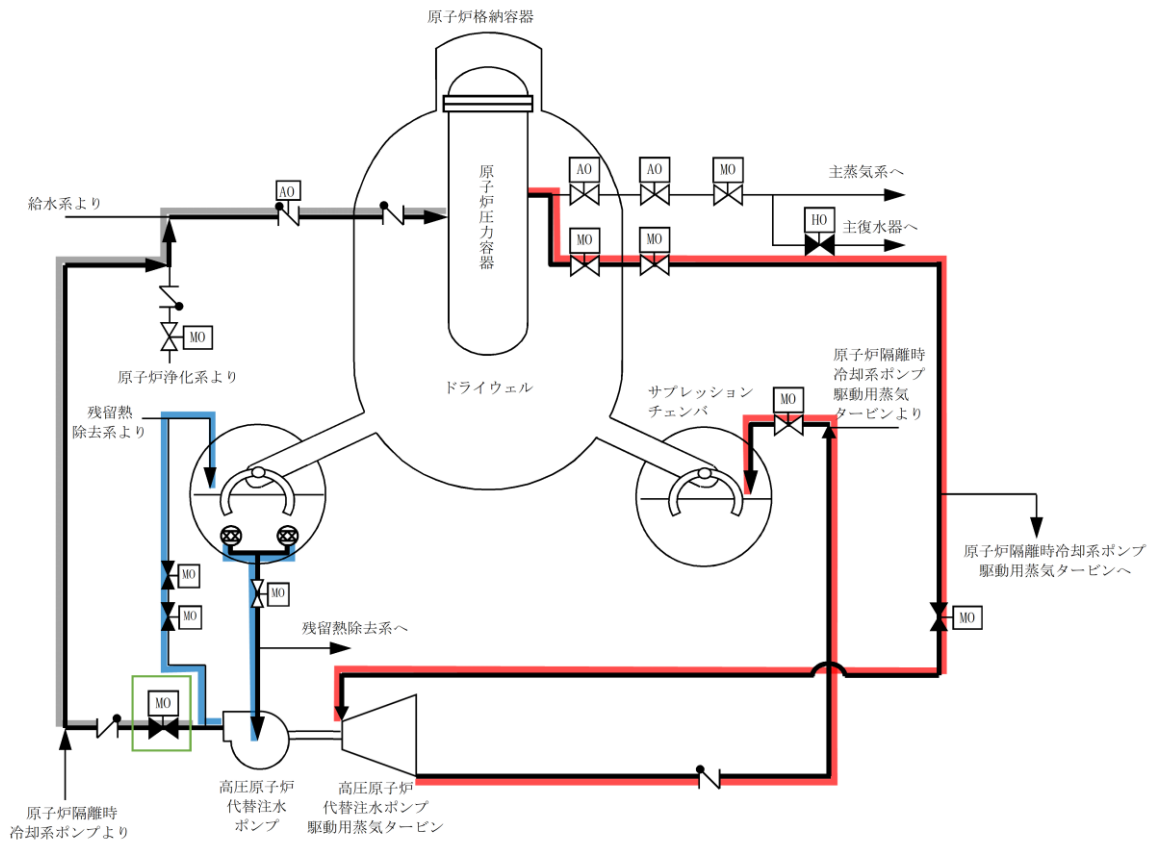 原子炉格納容器
原子炉圧力容器
AO
AO
MO
主蒸気系へ
AO
給水系より
HO
主復水器へ
MO
MO
MO
原子炉浄化系より
ドライウェル
サプレッション
チェンバ
原子炉隔離時
冷却系ポンプ
駆動用蒸気
タービンより
MO
残留熱
除去系より
MO
MO
MO
原子炉隔離時冷却系ポンプ
駆動用蒸気タービンへ
MO
残留熱除去系へ
MO
高圧原子炉
代替注水
ポンプ
高圧原子炉
代替注水ポンプ
駆動用蒸気タービン
原子炉隔離時
冷却系ポンプより